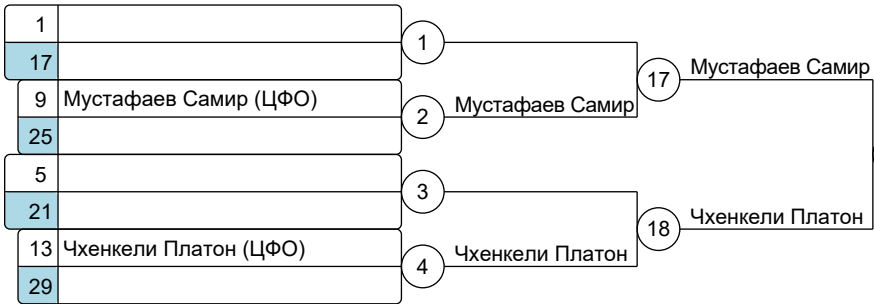 1
1
17
17
Мустафаев Самир
9 Мустафаев Самир (ЦФО)
2
Мустафаев Самир
25
5
3
21
18
Чхенкели Платон
13 Чхенкели Платон (ЦФО)
4
Чхенкели Платон
29